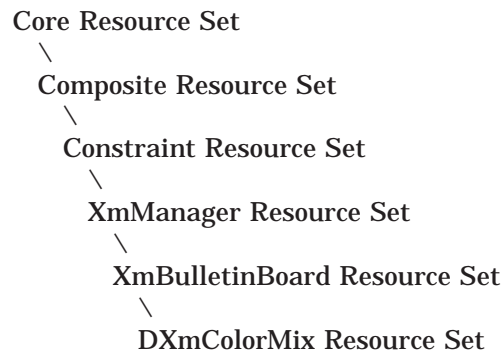 Core Resource Set
\
Composite Resource Set
\
Constraint Resource Set
\
XmManager Resource Set
\
XmBulletinBoard Resource Set
\
DXmColorMix Resource Set